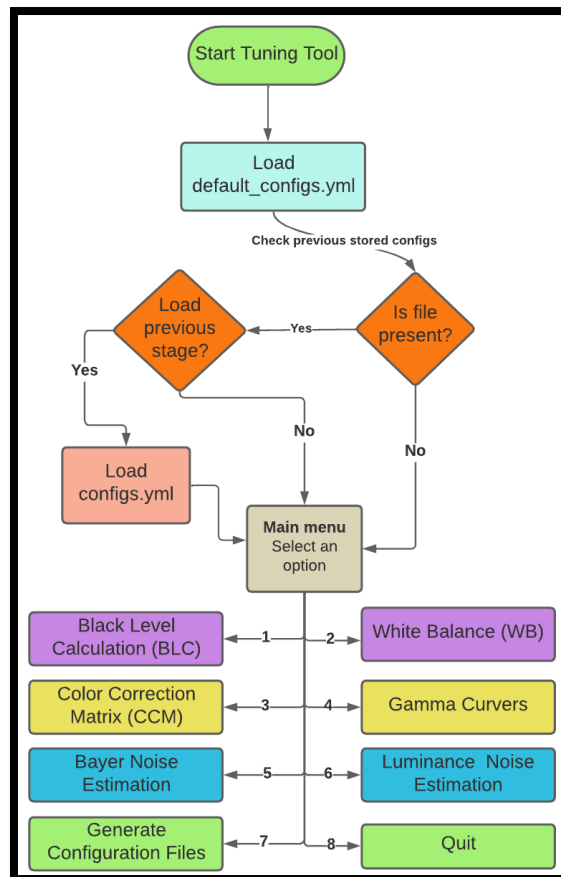 Start Tuning Tool
Load
default_configs.yml
Check previous stored configs
Load
previous
stage?
Yes
Is file
present?
Yes
No
No
Load
configs.yml
Main menu
Select an
option
Black Level
Calculation (BLC)
1
2
White Balance (WB)
Color Correction
Matrix (CCM)
3
4
Gamma Curvers
Bayer Noise
Estimation
5
6
Luminance Noise
Estimation
Generate
Configuration Files
7
8
Quit